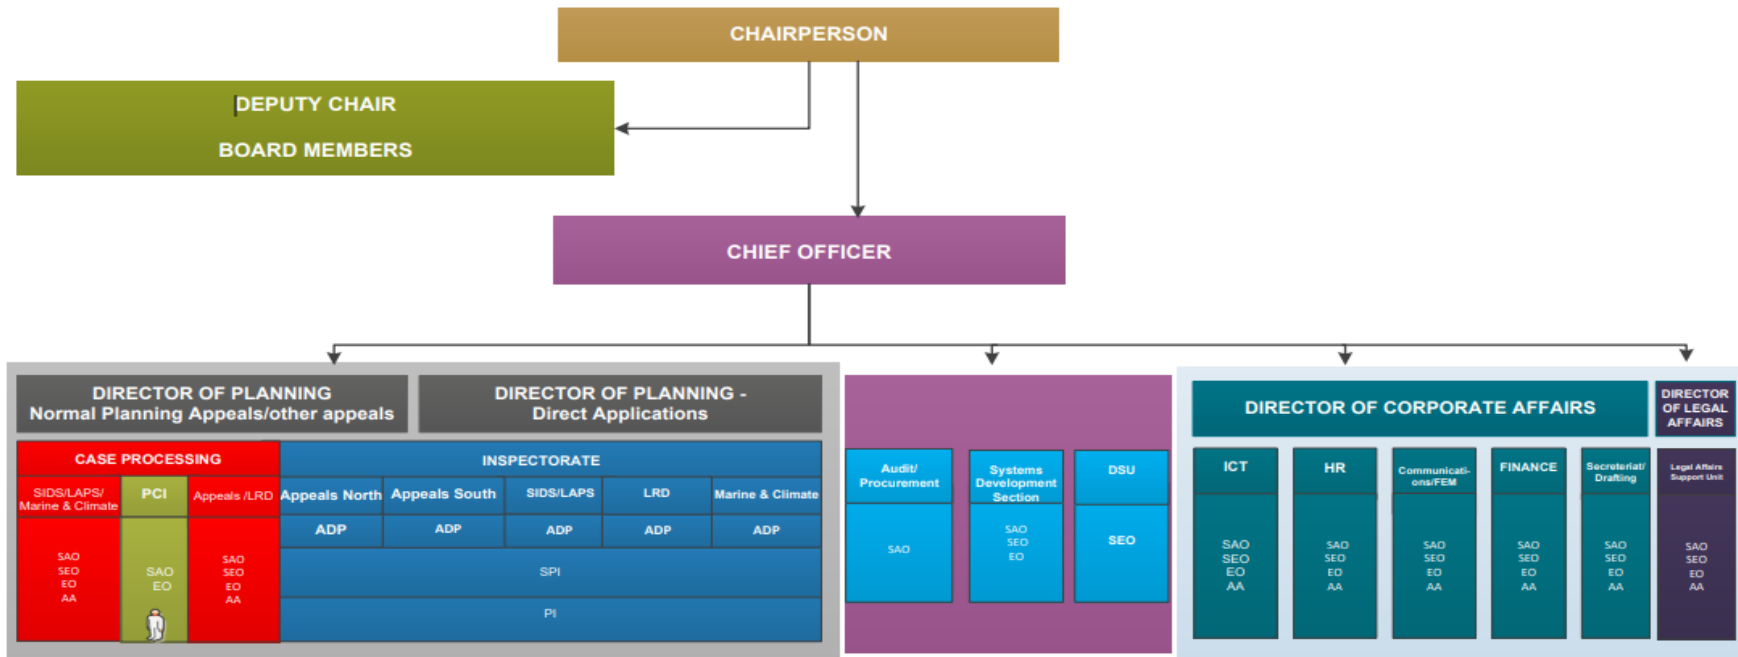 CHAIRPERSON
DEPUTY CHAIR
BOARD MEMBERS
CHIEF OFFICER
DIRECTOR OF PLANNING
Normal Planning Appeals/other appeals
DIRECTOR OF PLANNING -
Direct Applications
CASE PROCESSING
SIDS/LAPS/
Marine & Climate
PCI
Appeals /LRD
SAO
SEO
EO
AA
SAO
EO
SAO
SEO
EO
AA
INSPECTORATE
Appeals North
Appeals South
SIDS/LAPS
LRD
Marine & Climate
ADP
ADP
ADP
ADP
ADP
SPI
PI
Audit/
Procurement
SAO
Systems
Development
Section
SAO
SEO
EO
DSU
SEO
DIRECTOR OF CORPORATE AFFAIRS
ICT
SAO
SEO
EO
AA
HR
SAO
SEO
EO
AA
Communicati-
ons/FEM
SAO
SEO
EO
AA
FINANCE
SAO
SEO
EO
AA
Secreteriat/
Drafting
SAO
SEO
EO
AA
DIRECTOR
OF LEGAL
AFFAIRS
Legal Affairs
Support Unit
SAO
SEO
EO
AA